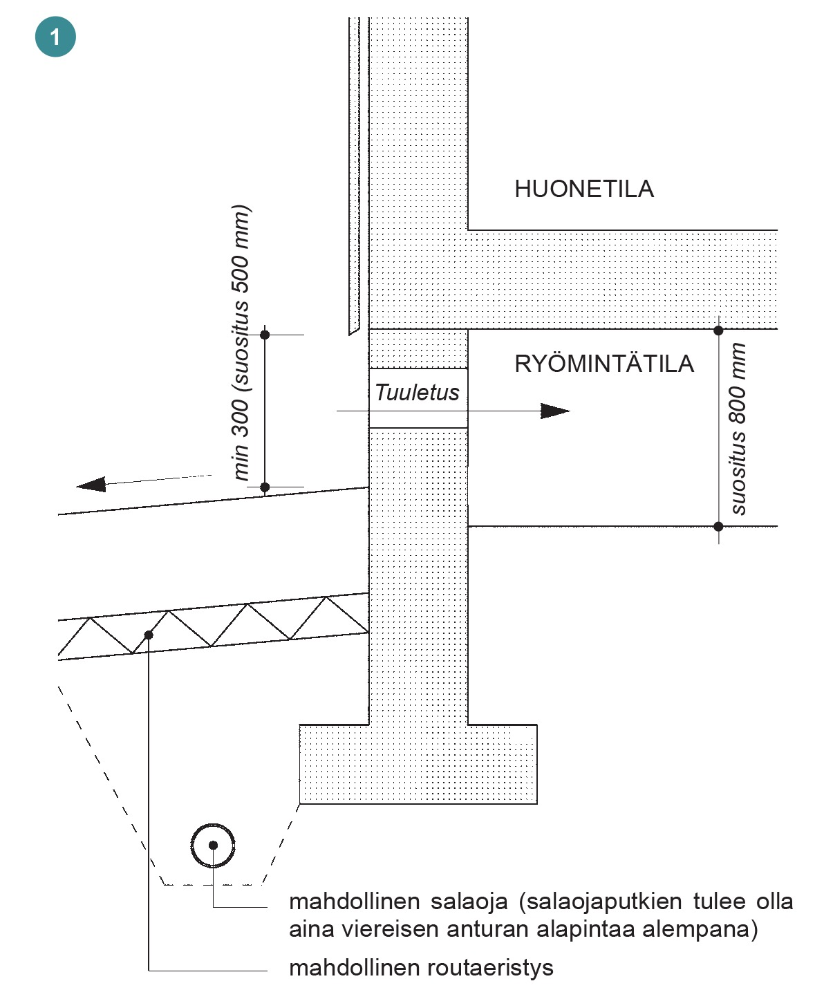 1
HUONETILA
min 300 (suositus 500 mm)
RYÖMINTÄTILA
suositus 800 mm
Tuuletus
mahdollinen salaoja (salaojaputkien tulee olla
aina viereisen anturan alapintaa alempana)
mahdollinen routaeristys